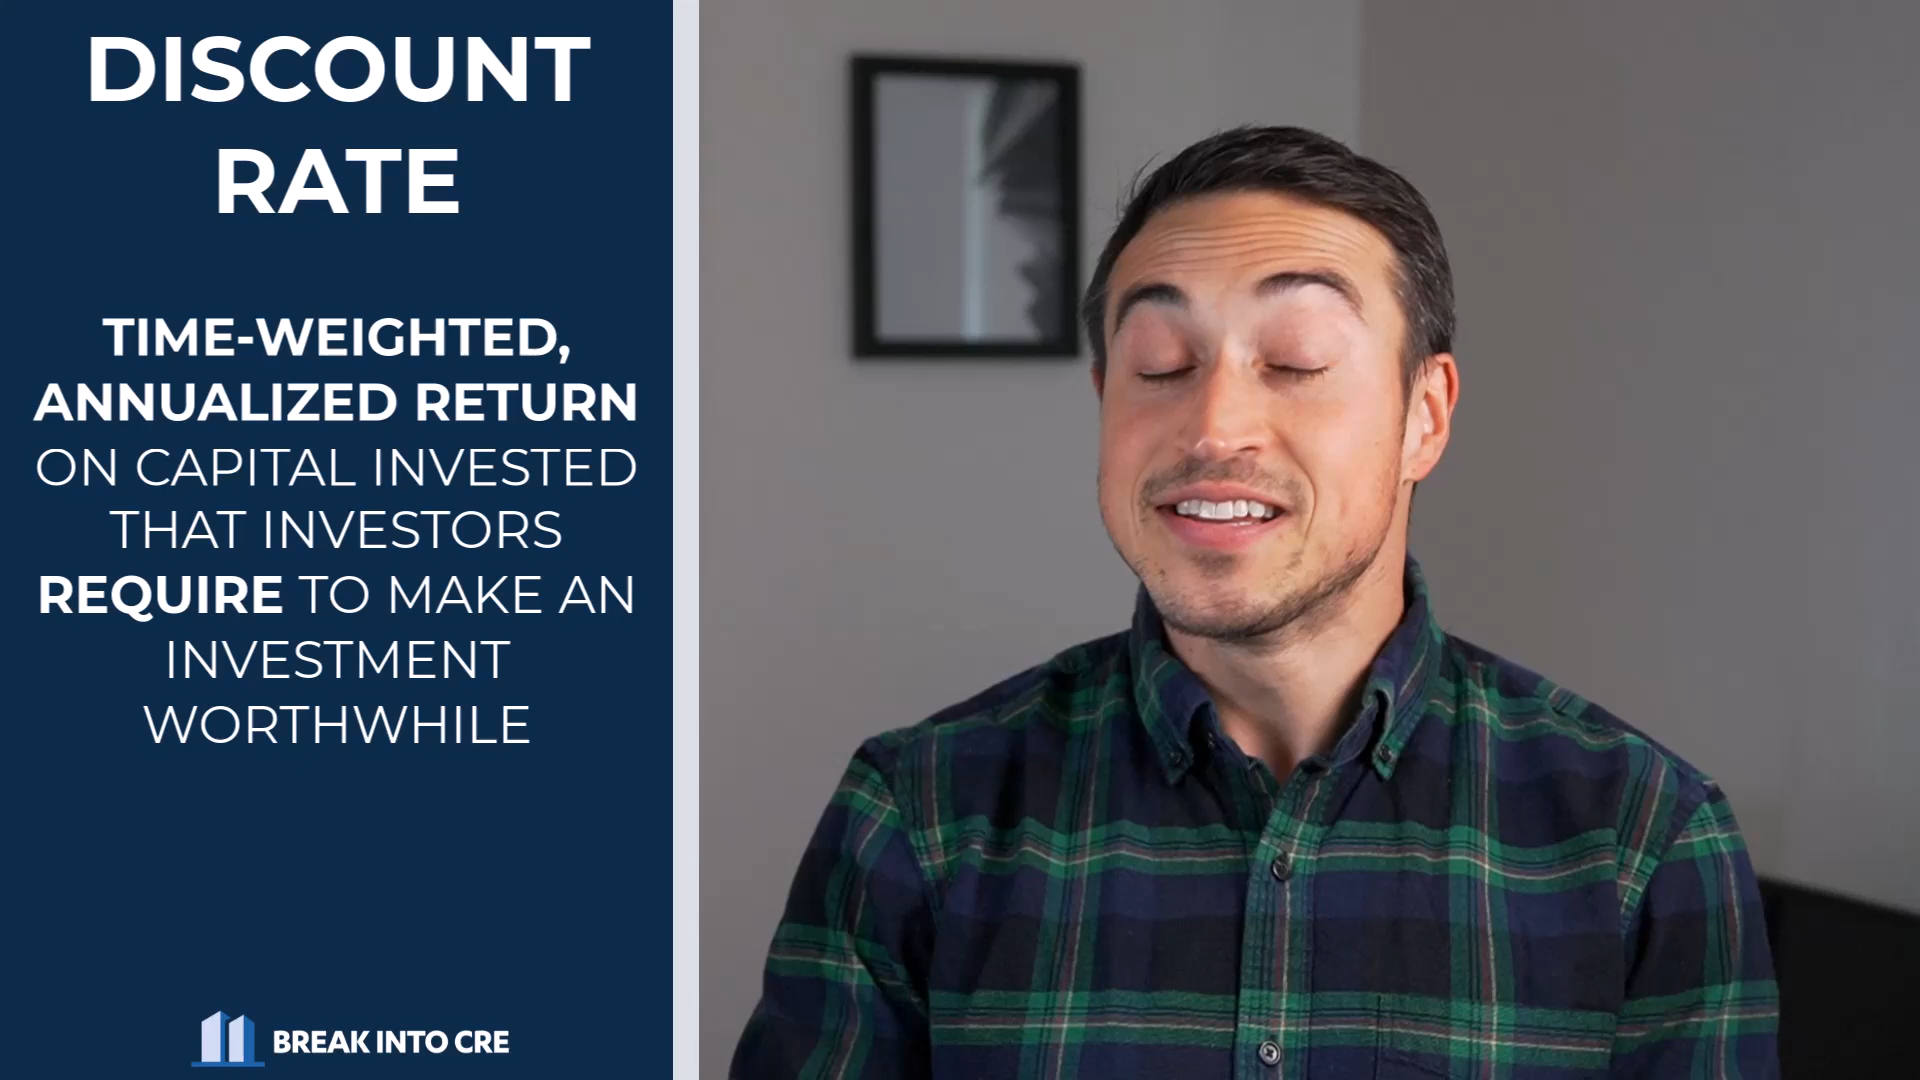 DISCOUNT
RATE
TIME-WEIGHTED,
ANNUALIZED RETURN
ON CAPITAL INVESTED
THAT INVESTORS
REQUIRE TO MAKE AN
INVESTMENT
WORTHWHILE
BREAK INTO CRE